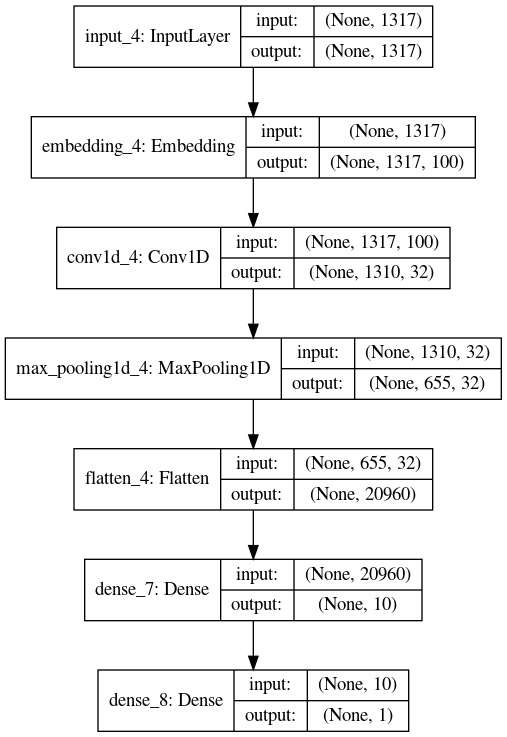 input_4: InputLayer
input:
(None, 1317)
output:
(None, 1317)
embedding_4: Embedding
input:
(None, 1317)
output:
(None, 1317, 100)
conv1d_4: Conv1D
input:
(None, 1317, 100)
output:
(None, 1310, 32)
max_pooling1d_4: MaxPooling1D
input:
(None, 1310, 32)
output:
(None, 655, 32)
flatten_4: Flatten
input:
(None, 655, 32)
output:
(None, 20960)
dense_7: Dense
input:
(None, 20960)
output:
(None, 10)
dense_8: Dense
input:
(None, 10)
output:
(None, 1)